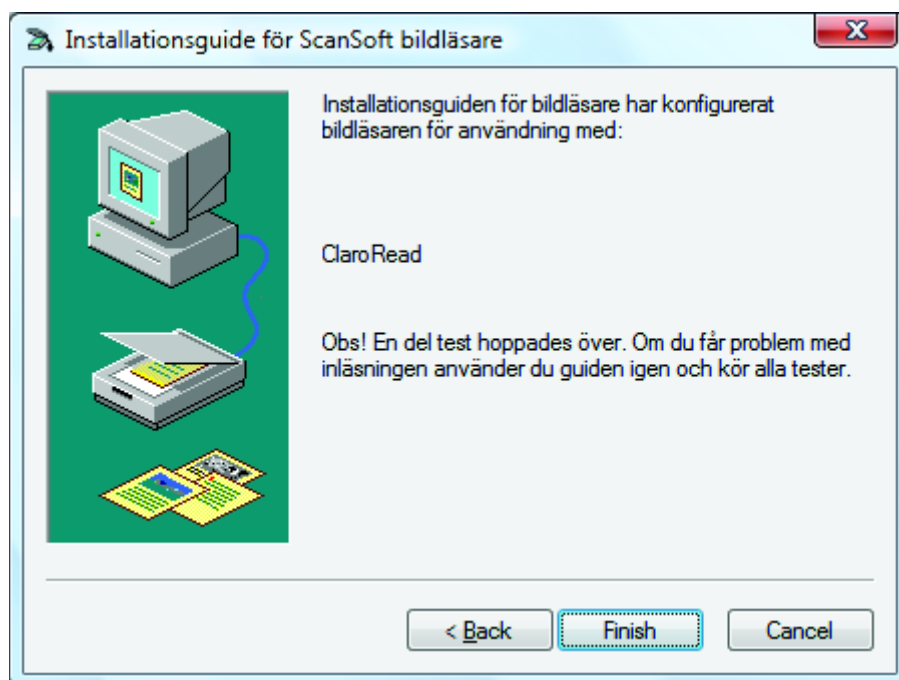 Installationsguide för ScanSoft bildläsare
Installationsguiden för bildläsare har konfigurerat
bildläsaren för användning med:
ClaroRead
Obs! En del test hoppades över. Om du får problem med
inläsningen använder du guiden igen och kör alla tester.
< Back Finish Cancel